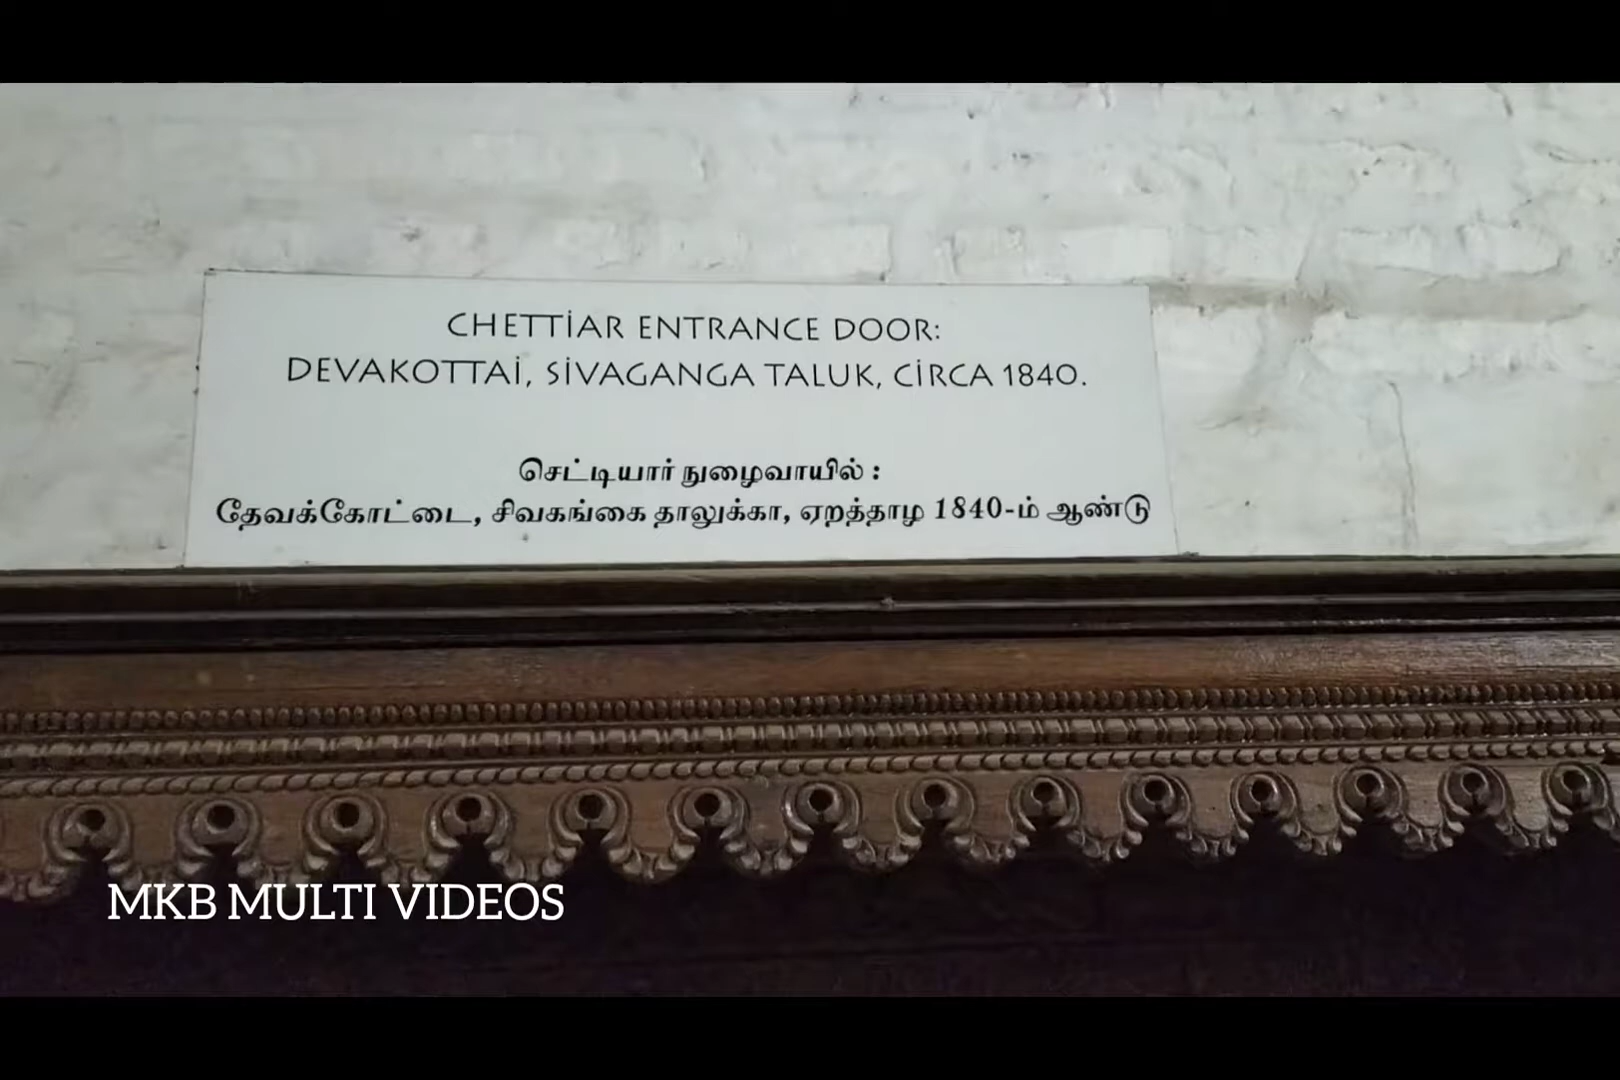 CHETTIAR ENTRANCE DOOR:
DEVAKOTTAI, SIVAGANGA TALUK, CIRCA 1840.
செட்டியார் நுழைவாயில் :
தேவக்கோட்டை, சிவகங்கை தாலுக்கா, ஏறத்தாழ 1840-ம் ஆண்டு
MKB MULTI VIDEOS